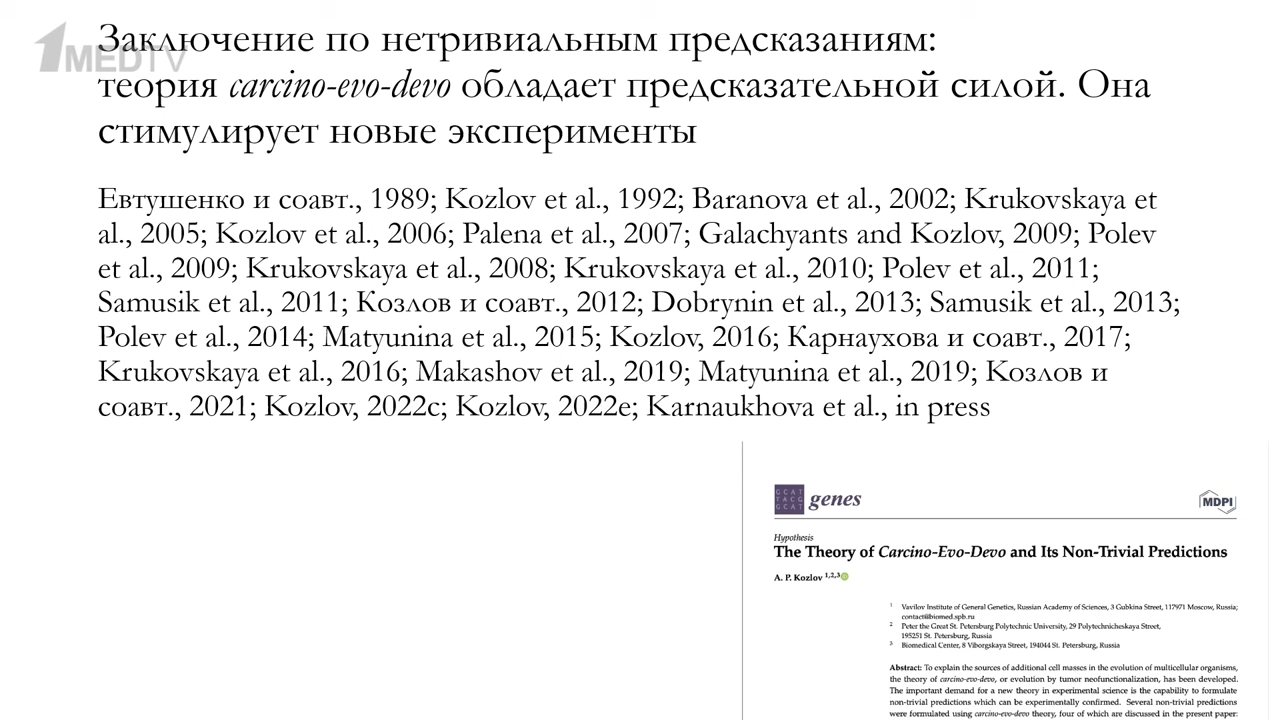 1MEDTV
Заключение по нетривиальным предсказаниям:
теория carcino-evo-devo обладает предсказательной силой. Она
стимулирует новые эксперименты
Евтушенко и соавт., 1989; Kozlov et al., 1992; Baranova et al., 2002; Krukovskaya et
al., 2005; Kozlov et al., 2006; Palena et al., 2007; Galachyants and Kozlov, 2009; Polev
et al., 2009; Krukovskaya et al., 2008; Krukovskaya et al., 2010; Polev et al., 2011;
Samusik et al., 2011; Козлов и соавт., 2012; Dobrynin et al., 2013; Samusik et al., 2013;
Polev et al., 2014; Matyunina et al., 2015; Kozlov, 2016; Карнаухова и соавт., 2017;
Krukovskaya et al., 2016; Makashov et al., 2019; Matyunina et al., 2019; Козлов и
соавт., 2021; Kozlov, 2022c; Kozlov, 2022e; Karnaukhova et al., in press
GCAT
TACG
GCAT
genes
MDPI
Hypothesis
The Theory of Carcino-Evo-Devo and Its Non-Trivial Predictions
A. P. Kozlov 1,2,3
1 Vavilov Institute of General Genetics, Russian Academy of Sciences, 3 Gubkina Street, 117971 Moscow, Russia;
contact@biomed.spb.ru
2 Peter the Great St. Petersburg Polytechnic University, 29 Polytechnicheskaya Street,
195251 St. Petersburg, Russia
3 Biomedical Center, 8 Viborgskaya Street, 194044 St. Petersburg, Russia
Abstract: To explain the sources of additional cell masses in the evolution of multicellular organisms,
the theory of carcino-evo-devo, or evolution by tumor neofunctionalization, has been developed.
The important demand for a new theory in experimental science is the capability to formulate
non-trivial predictions which can be experimentally confirmed. Several non-trivial predictions
were formulated using carcino-evo-devo theory, four of which are discussed in the present paper: